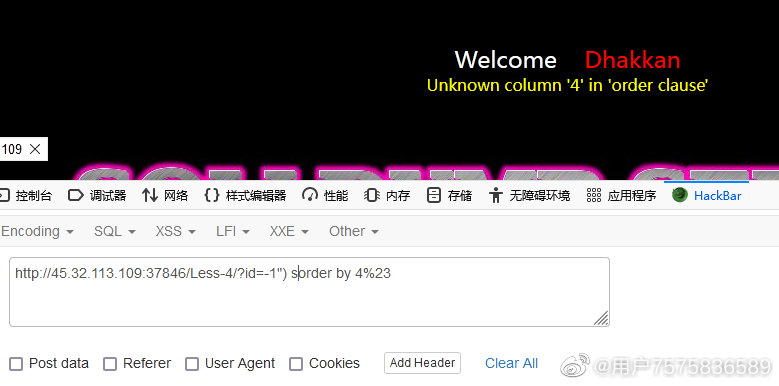 Welcome Dhakkan
Unknown column '4' in 'order clause'
109
控制台 调试器 网络 样式编辑器 性能 内存 存储 无障碍环境 应用程序 HackBar
Encoding SQL XSS LFI XXE Other
http://45.32.113.109:37846/Less-4/?id=-1") sorder by 4%23
Post data Referer User Agent Cookies Add Header Clear All
@用户7575836589